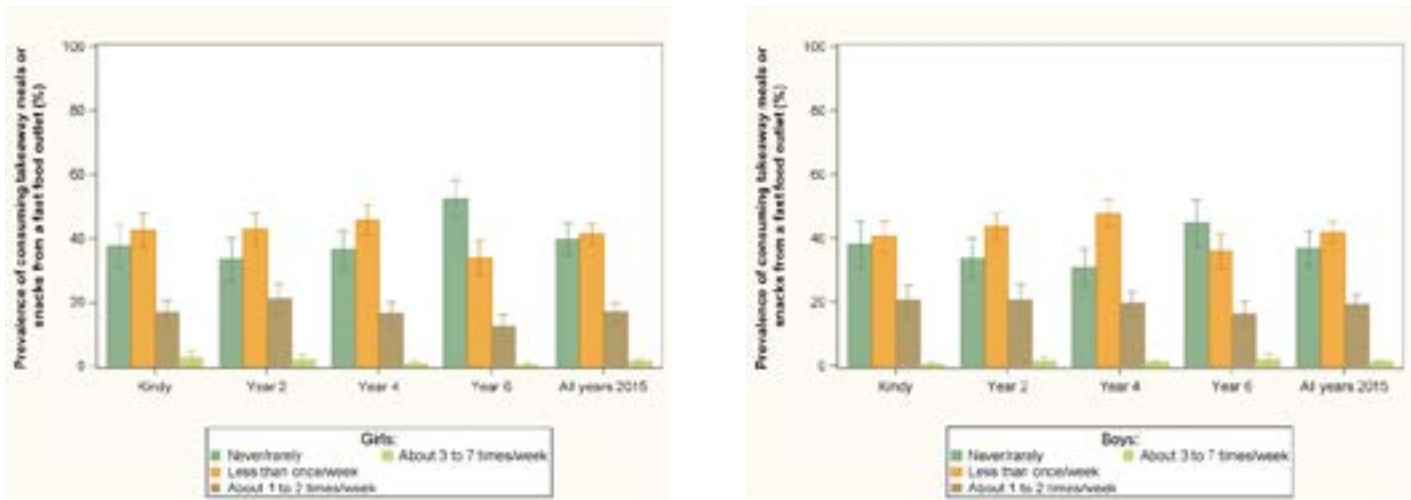 Prevalence of consuming takeaway meals or
snacks from a fast food outlet (%)
100
80
60
40
20
0
Kindy Year 2 Year 4 Year 6 All years 2015
Girls:
Never/rarely About 3 to 7 times/week
Less than once/week
About 1 to 2 times/week
Prevalence of consuming takeaway meals or
snacks from a fast food outlet (%)
100
80
60
40
20
0
Kindy Year 2 Year 4 Year 6 All years 2015
Boys:
Never/rarely About 3 to 7 times/week
Less than once/week
About 1 to 2 times/week